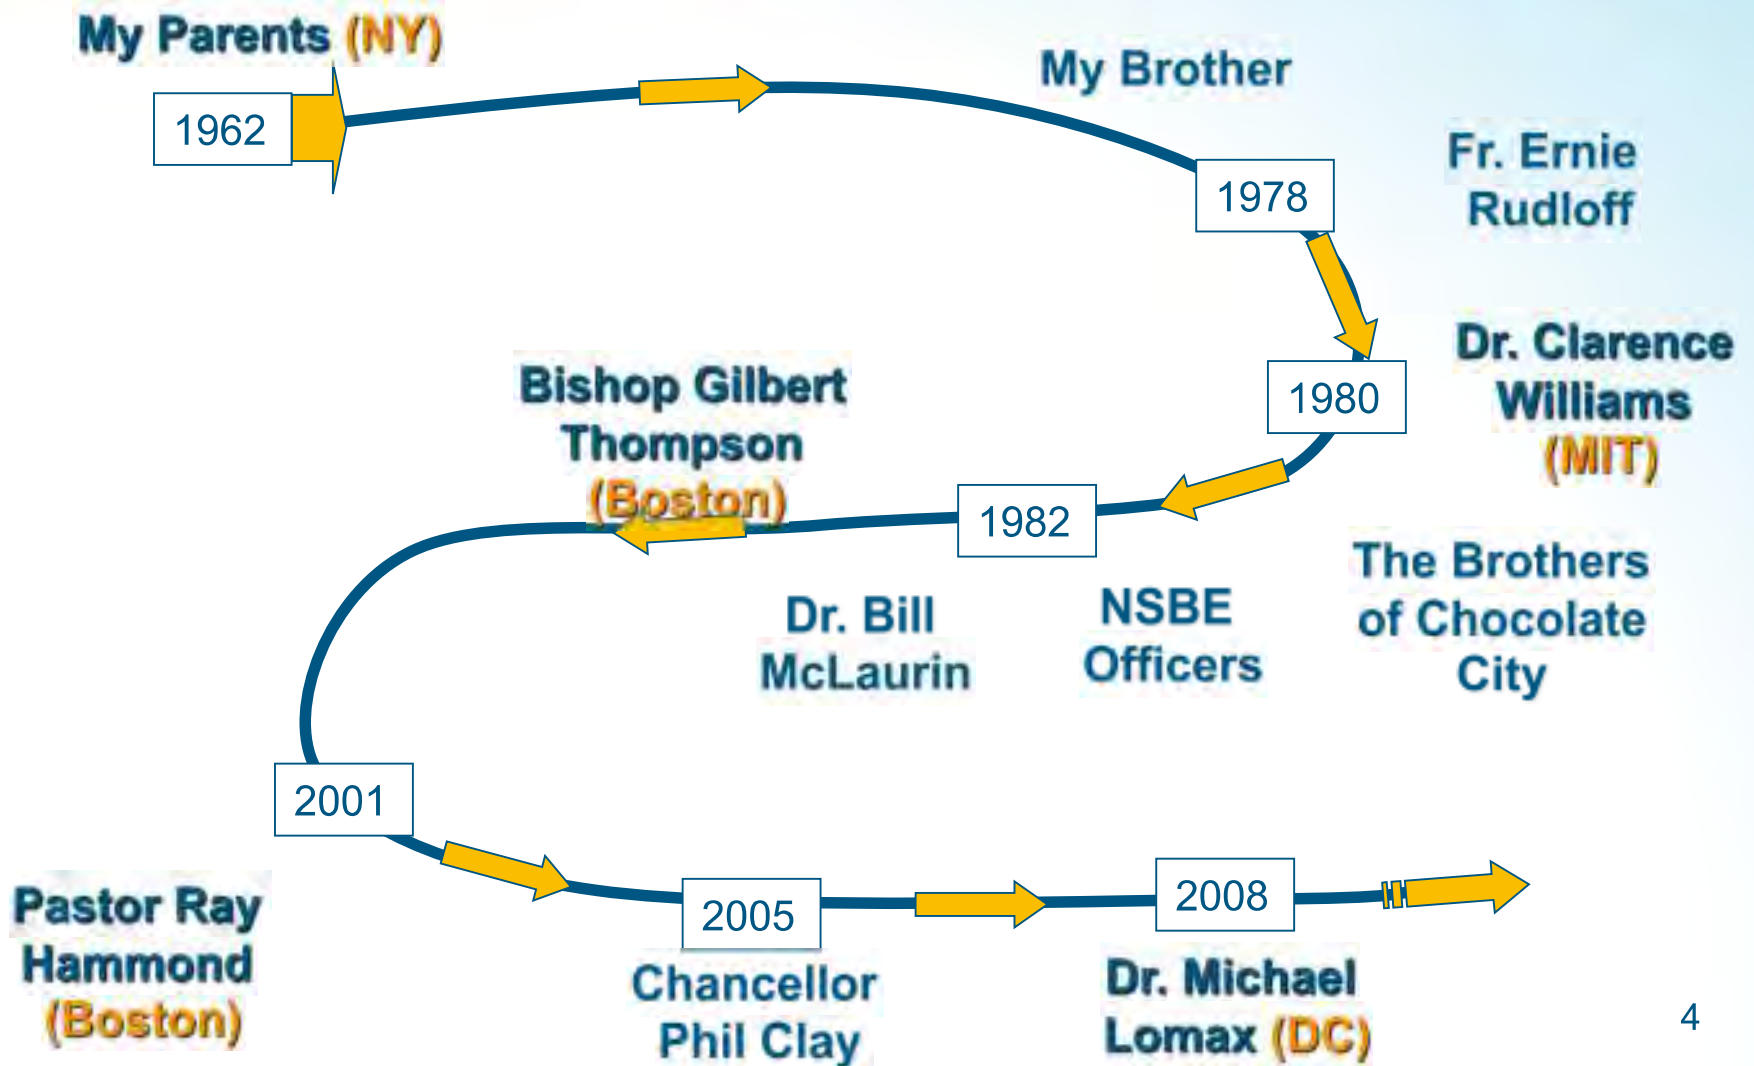 My Parents (NY)
1962
My Brother
1978
Fr. Ernie
Rudloff
1980
Dr. Clarence
Williams
(MIT)
The Brothers
of Chocolate
City
NSBE
Officers
1982
Dr. Bill
McLaurin
Bishop Gilbert
Thompson
(Boston)
2001
Pastor Ray
Hammond
(Boston)
2005
Chancellor
Phil Clay
2008
Dr. Michael
Lomax (DC)
4